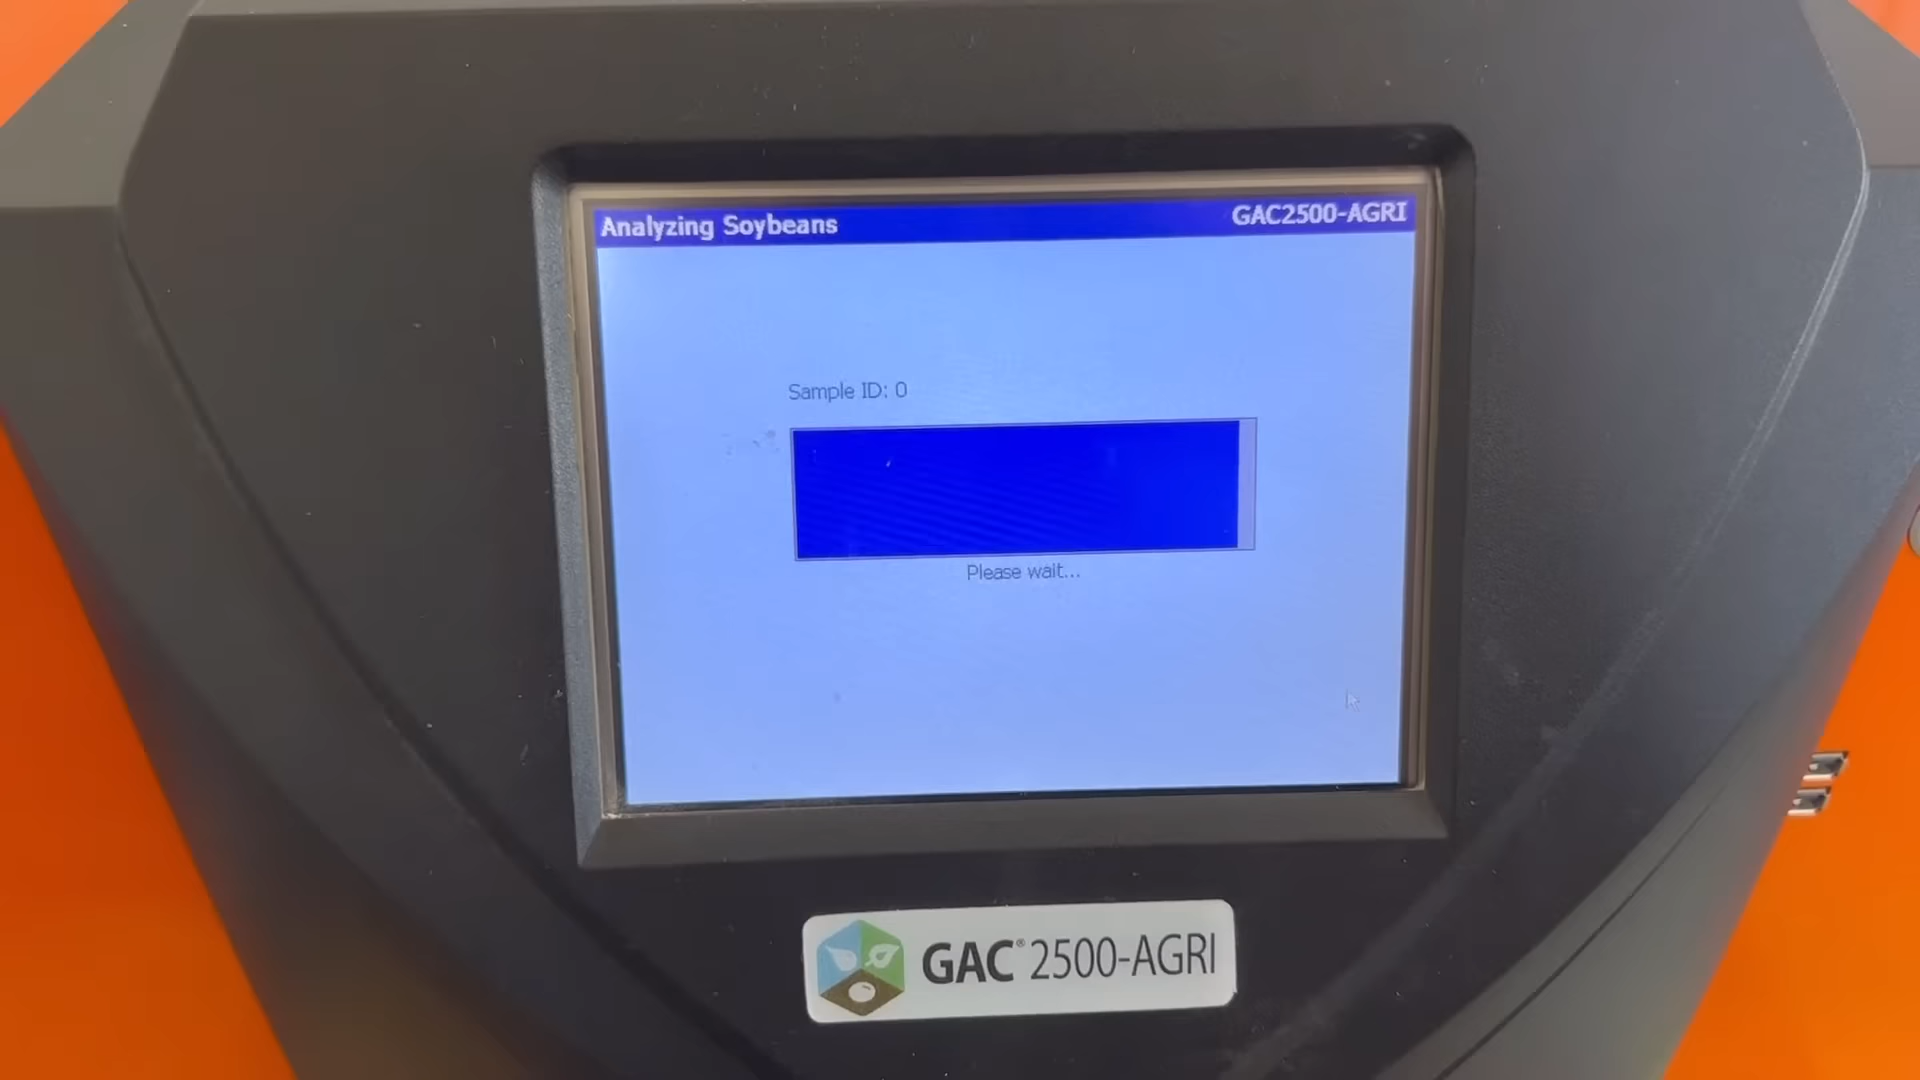 Analyzing Soybeans GAC2500-AGRI
Sample ID: 0
Please wait...
GAC® 2500-AGRI